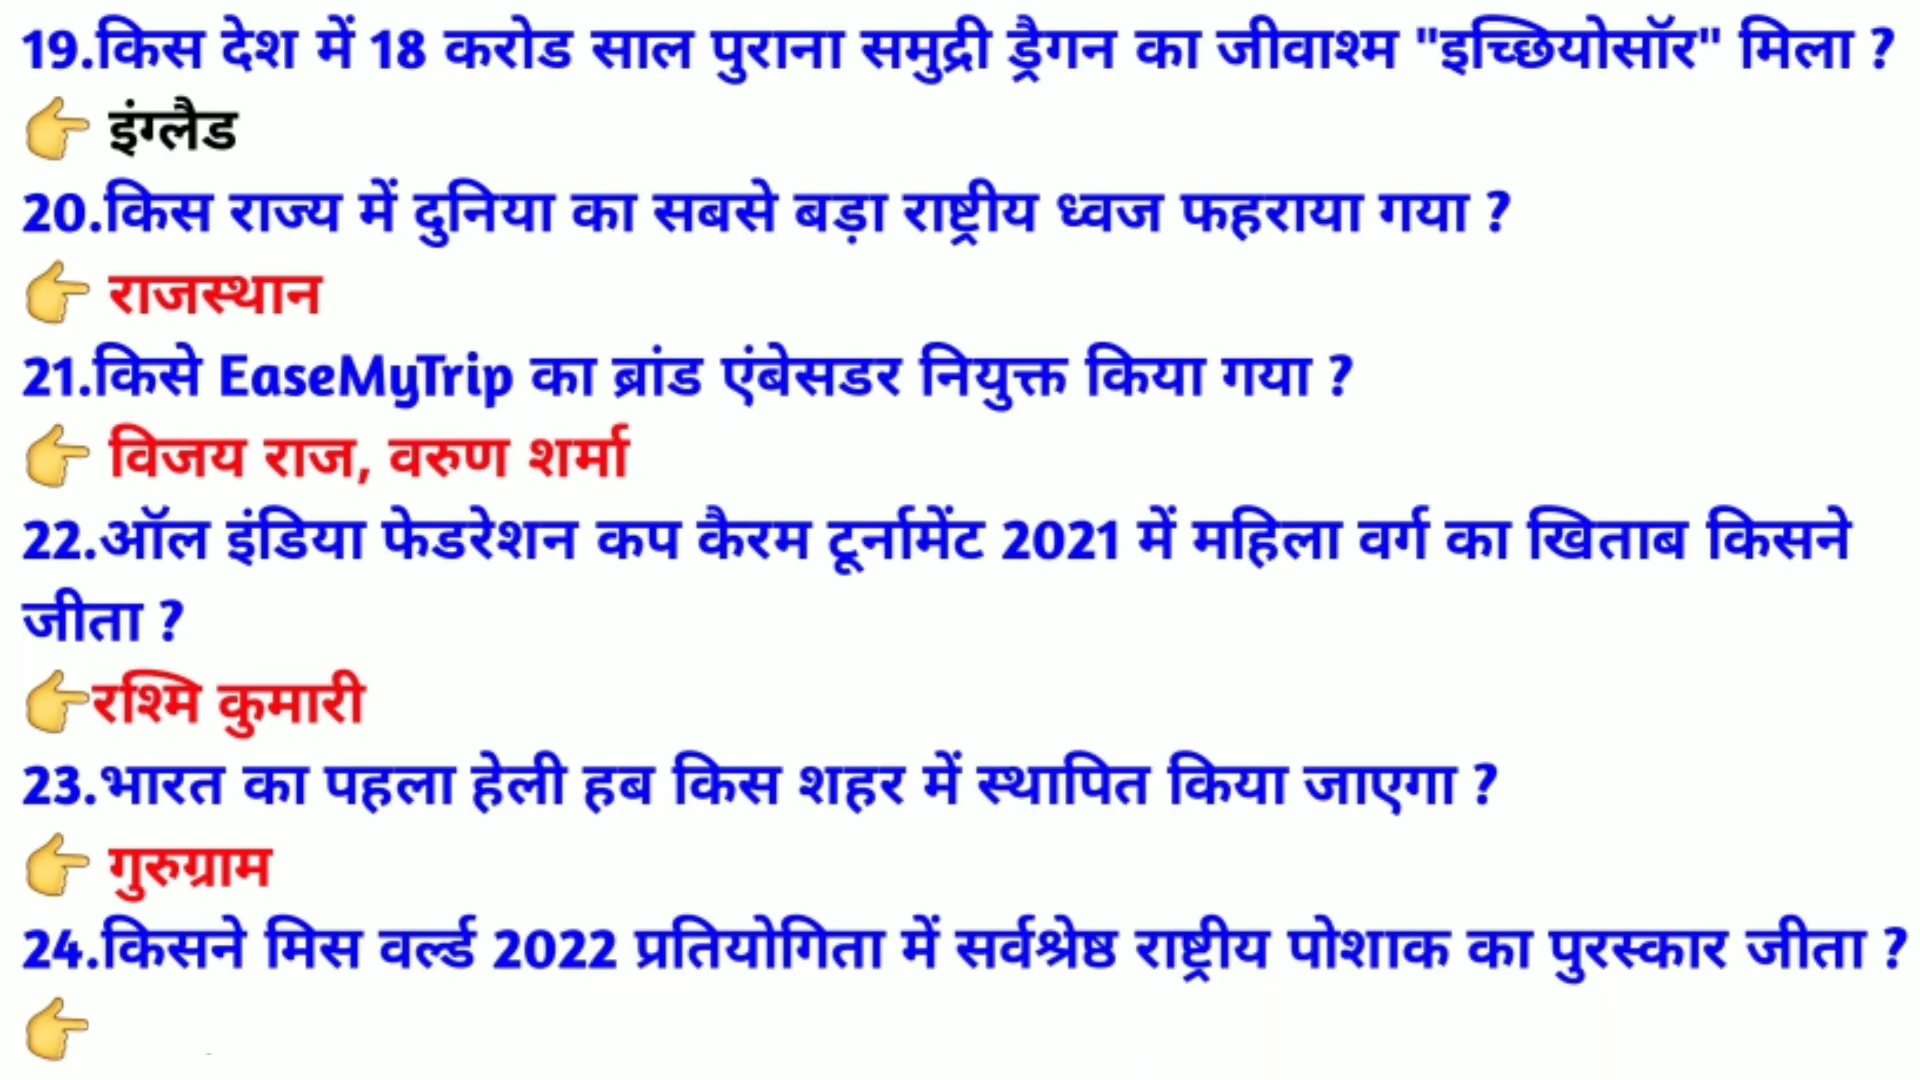 19.किस देश में 18 करोड साल पुराना समुद्री ड्रैगन का जीवाश्म "इच्छियोसॉर" मिला ?
👉 इंग्लैड
20.किस राज्य में दुनिया का सबसे बड़ा राष्ट्रीय ध्वज फहराया गया ?
👉 राजस्थान
21.किसे EaseMyTrip का ब्रांड एंबेसडर नियुक्त किया गया ?
👉 विजय राज, वरुण शर्मा
22.ऑल इंडिया फेडरेशन कप कैरम टूर्नामेंट 2021 में महिला वर्ग का खिताब किसने
जीता ?
👉रश्मि कुमारी
23.भारत का पहला हेली हब किस शहर में स्थापित किया जाएगा ?
👉 गुरुग्राम
24.किसने मिस वर्ल्ड 2022 प्रतियोगिता में सर्वश्रेष्ठ राष्ट्रीय पोशाक का पुरस्कार जीता ?
👉